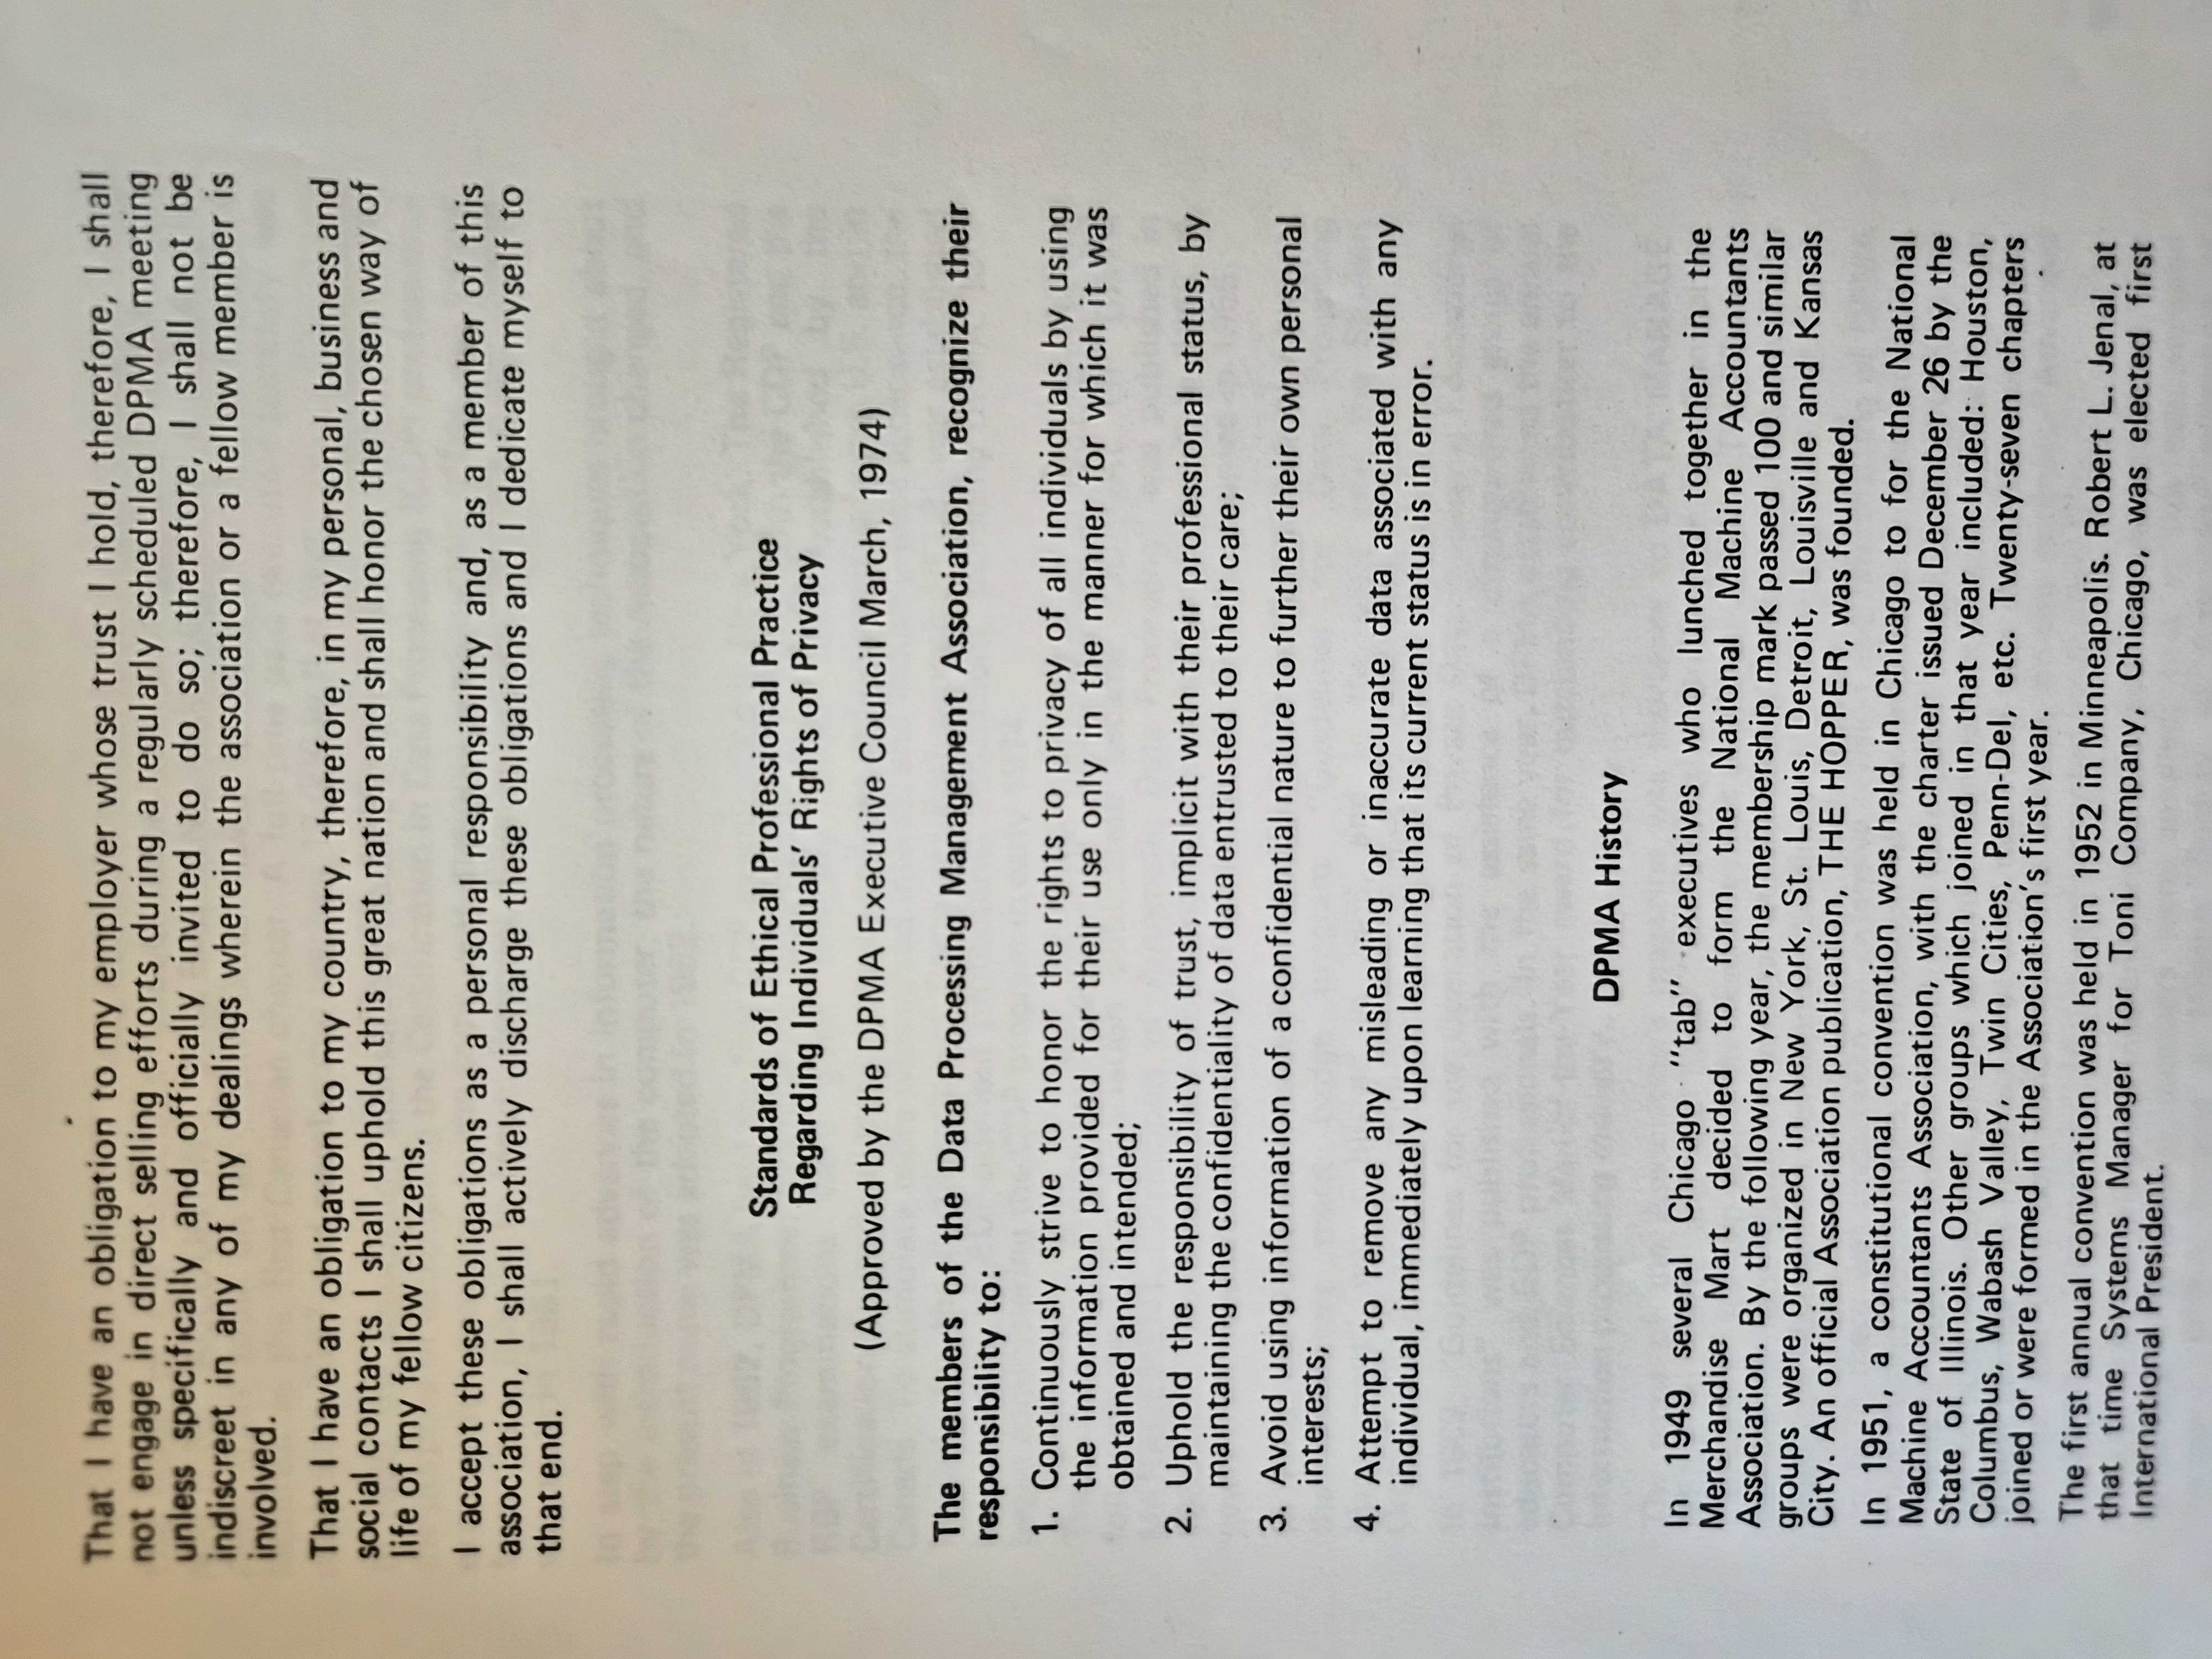 That I have an obligation to my employer whose trust I hold, therefore, I shall
not engage in direct selling efforts during a regularly scheduled DPMA meeting
unless specifically and officially invited to do so; therefore, I shall not be
indiscreet in any of my dealings wherein the association or a fellow member is
involved.
That I have an obligation to my country, therefore, in my personal, business and
social contacts I shall uphold this great nation and shall honor the chosen way of
life of my fellow citizens.
I accept these obligations as a personal responsibility and, as a member of this
association, I shall actively discharge these obligations and I dedicate myself to
that end.
Standards of Ethical Professional Practice
Regarding Individuals' Rights of Privacy
(Approved by the DPMA Executive Council March, 1974)
The members of the Data Processing Management Association, recognize their
responsibility to:
1. Continuously strive to honor the rights to privacy of all individuals by using
the information provided for their use only in the manner for which it was
obtained and intended;
2. Uphold the responsibility of trust, implicit with their professional status, by
maintaining the confidentiality of data entrusted to their care;
3. Avoid using information of a confidential nature to further their own personal
interests;
4. Attempt to remove any misleading or inaccurate data associated with any
individual, immediately upon learning that its current status is in error.
DPMA History
In 1949 several Chicago "tab" executives who lunched together in the
Merchandise Mart decided to form the National Machine Accountants
Association. By the following year, the membership mark passed 100 and similar
groups were organized in New York, St. Louis, Detroit, Louisville and Kansas
City. An official Association publication, THE HOPPER, was founded.
In 1951, a constitutional convention was held in Chicago to for the National
Machine Accountants Association, with the charter issued December 26 by the
State of Illinois. Other groups which joined in that year included: Houston,
Columbus, Wabash Valley, Twin Cities, Penn-Del, etc. Twenty-seven chapters
joined or were formed in the Association's first year.
The first annual convention was held in 1952 in Minneapolis. Robert L. Jenal, at
that time Systems Manager for Toni Company, Chicago, was elected first
International President.